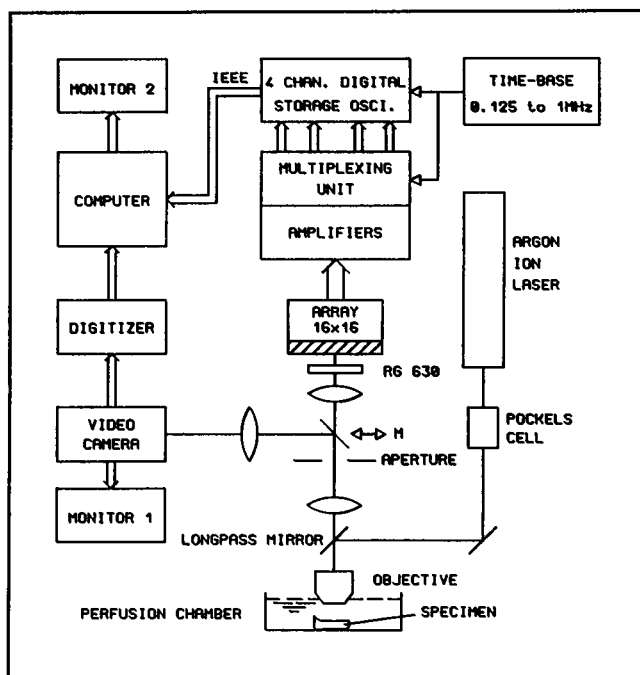 MONITOR 2
IEEE
4 CHAN. DIGITAL
STORAGE OSCI.
TIME-BASE
0.125 to 1MHz
COMPUTER
MULTIPLEXING
UNIT
AMPLIFIERS
ARGON
ION
LASER
DIGITIZER
ARRAY
16×16
RG 630
VIDEO
CAMERA
M
POCKELS
CELL
APERTURE
MONITOR 1
LONGPASS MIRROR
OBJECTIVE
PERFUSION CHAMBER
SPECIMEN